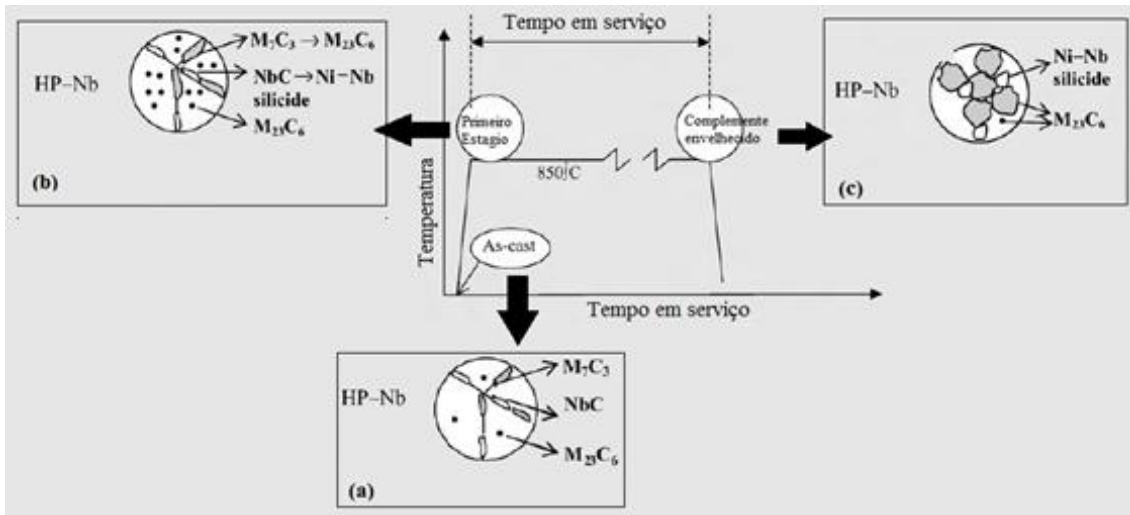 Tempo em serviço
M₇C₃ → M₂₃C₆
HP–Nb
NbC → Ni–Nb
silicide
M₂₃C₆
(b)
Primeiro
Estagio
Complemente
envelhecido
Ni–Nb
silicide
HP–Nb
M₂₃C₆
(c)
Temperatura
850°C
As-cast
Tempo em serviço
M₇C₃
HP–Nb
NbC
M₂₃C₆
(a)